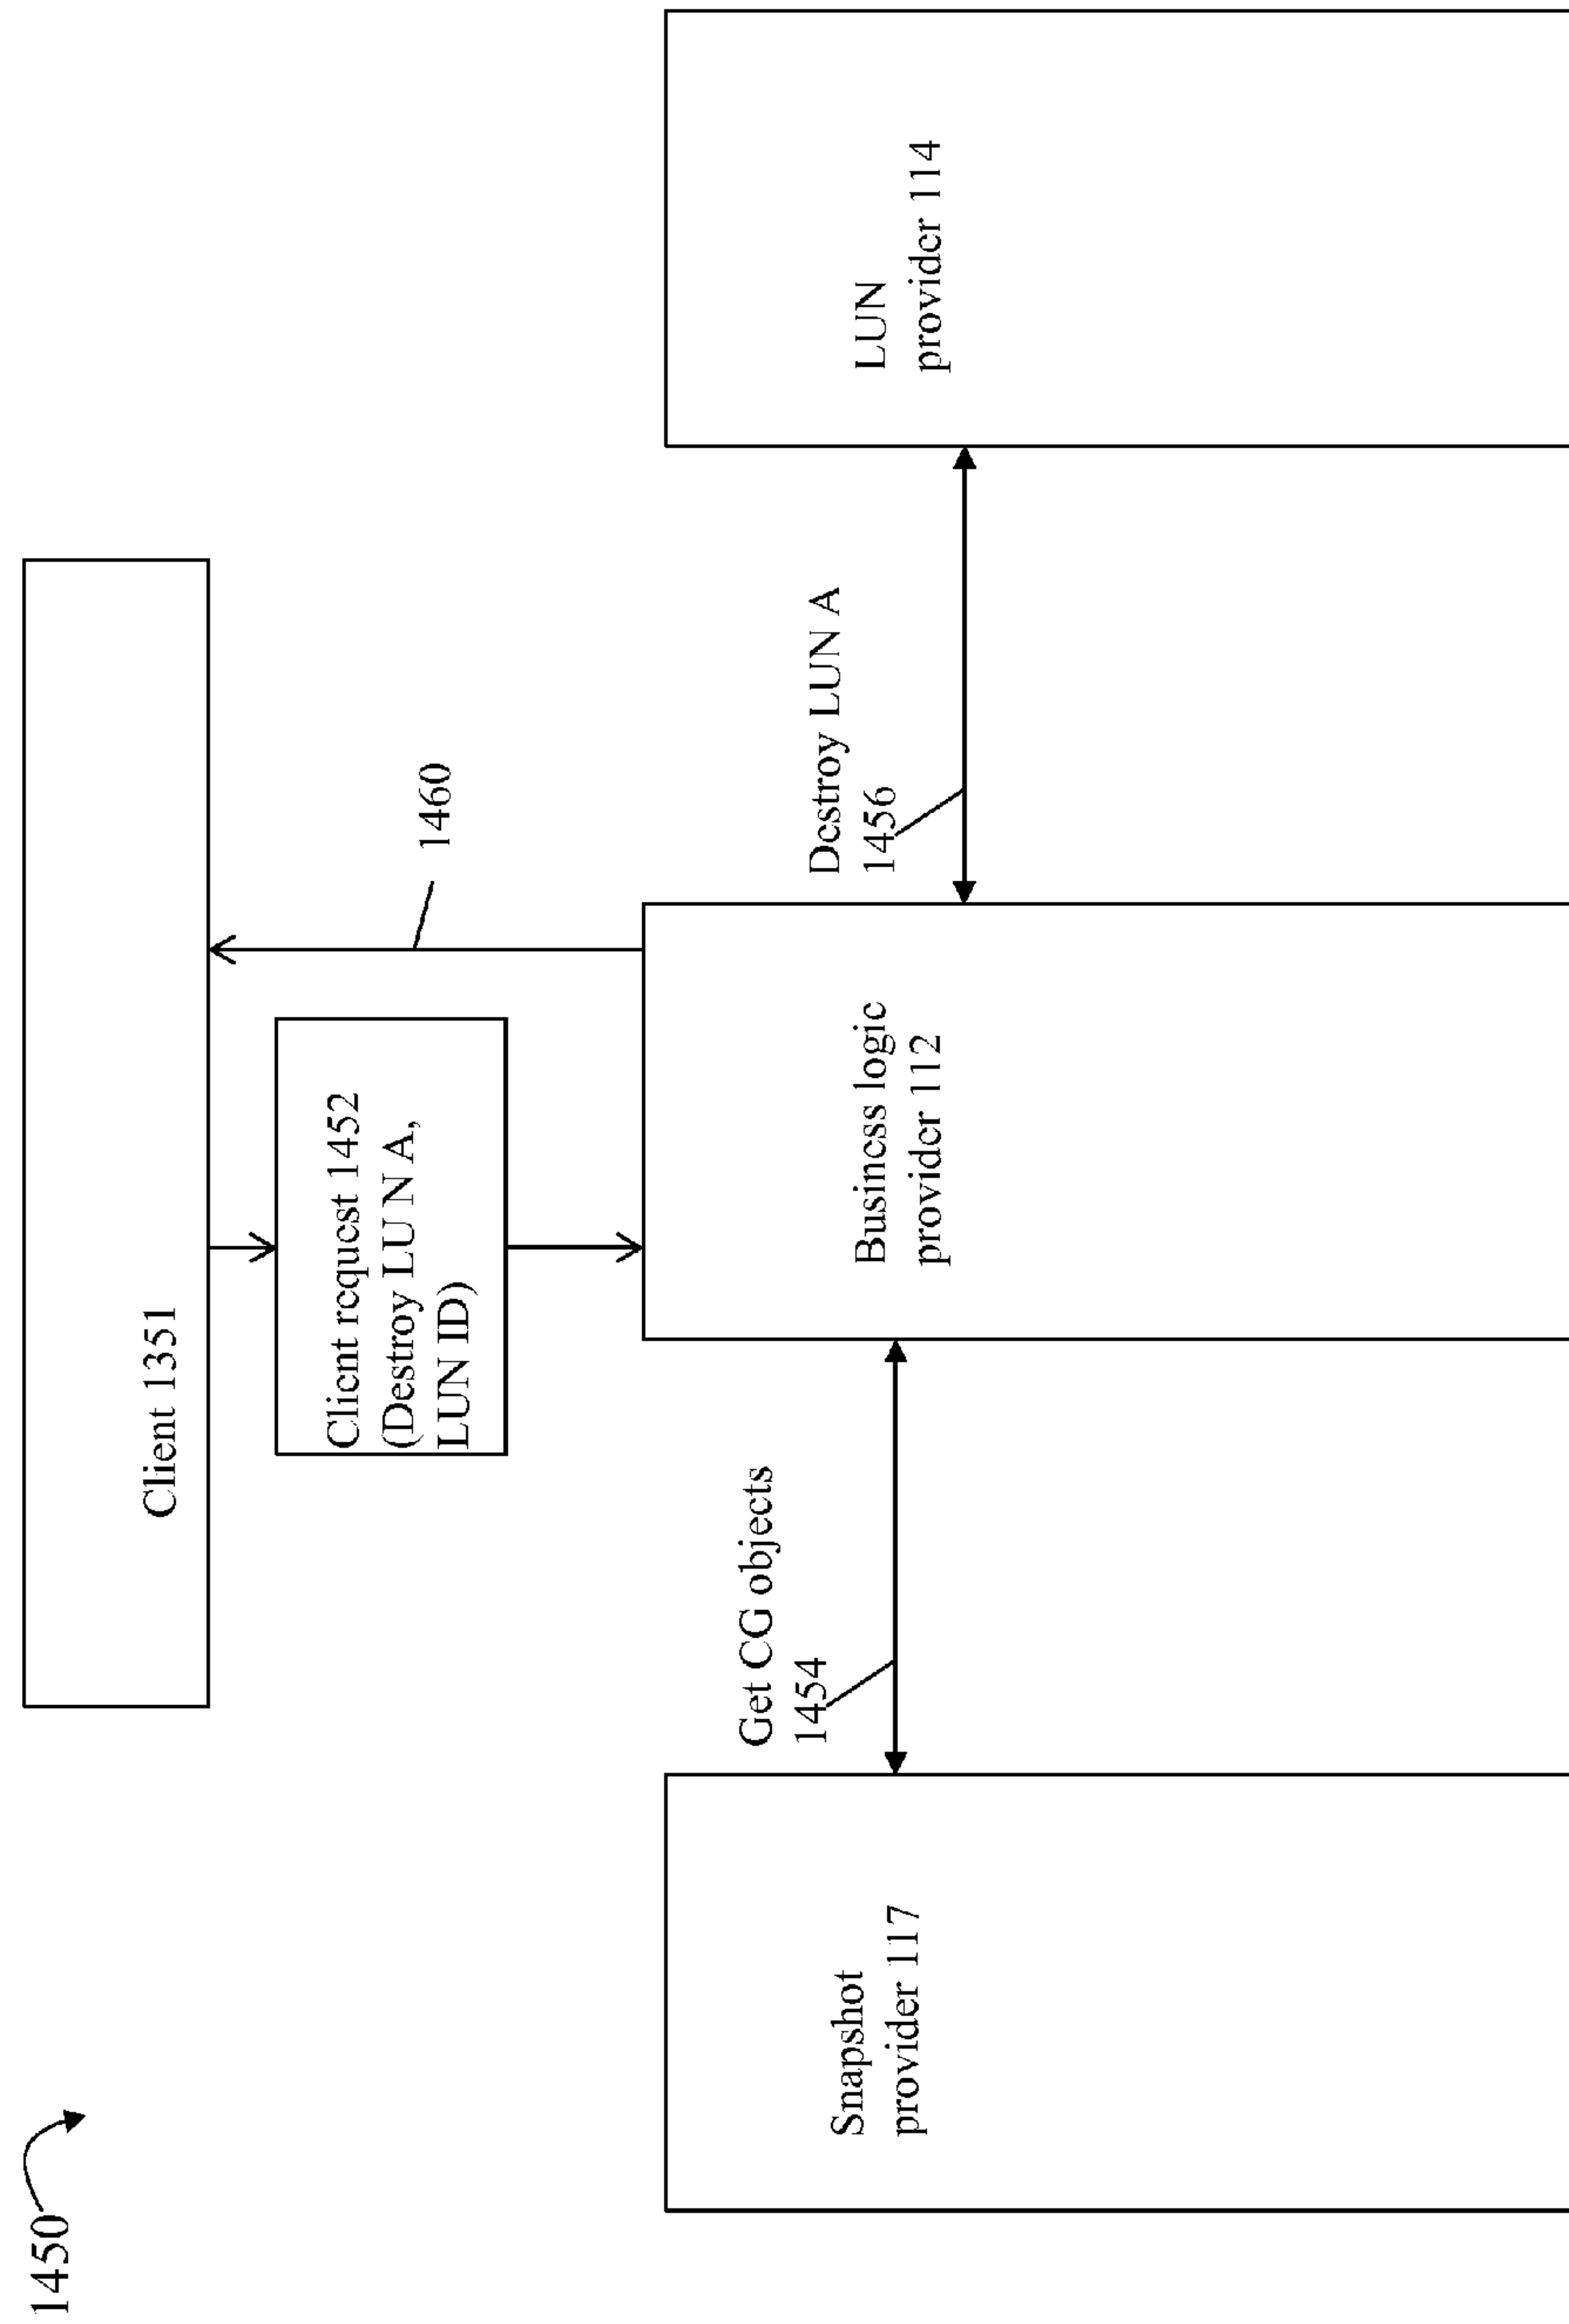 1450
Client 1351
Client request 1452
(Destroy LUN A,
LUN ID)
1460
Get CG objects
1454
Destroy LUN A
1456
Snapshot
provider 117
Business logic
provider 112
LUN
provider 114